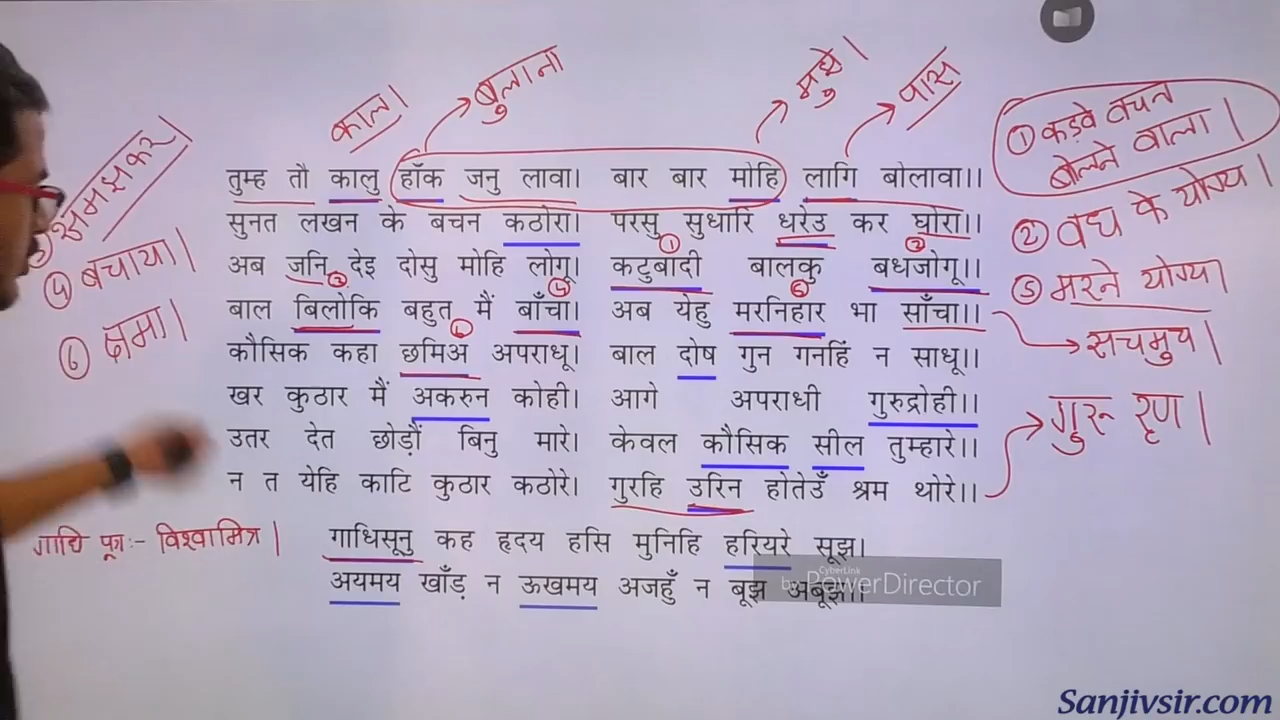 काल।
बुलाना
मुझे।
पास
① कड़वे वचन
बोलने वाला।
② वध के योग्य।
③ समझकर।
④ बचाया।
⑤ मरने योग्य।
⑥ क्षमा।
सचमुच।
गुरू ऋण।
तुम्ह तौ कालु हाँक जनु लावा। बार बार मोहि लागि बोलावा।।
सुनत लखन के बचन कठोरा। परसु सुधारि धरेउ कर घोरा।।
अब जनि देइ दोसु मोहि लोगू। कटुबादी बालकु बधजोगू।।
बाल बिलोकि बहुत मैं बाँचा। अब येहु मरनिहार भा साँचा।।
कौसिक कहा छमिअ अपराधू। बाल दोष गुन गनहिं न साधू।।
खर कुठार मैं अकरुन कोही। आगे अपराधी गुरुद्रोही।।
उतर देत छोड़ौं बिनु मारे। केवल कौसिक सील तुम्हारे।।
न त येहि काटि कुठार कठोरे। गुरहि उरिन होतेउँ श्रम थोरे।।
गाधि पुत्र:- विश्वामित्र।
गाधिसूनु कह हृदय हसि मुनिहि हरियरे सूझ।
अयमय खाँड़ न ऊखमय अजहुँ न बूझ अबूझ।।
CyberLink
by PowerDirector
Sanjivsir.com